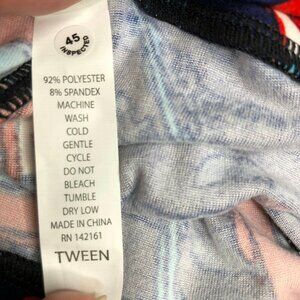 45
INSPECTED
92% POLYESTER
8% SPANDEX
MACHINE
WASH
COLD
GENTLE
CYCLE
DO NOT
BLEACH
TUMBLE
DRY LOW
MADE IN CHINA
RN 142161
TWEEN